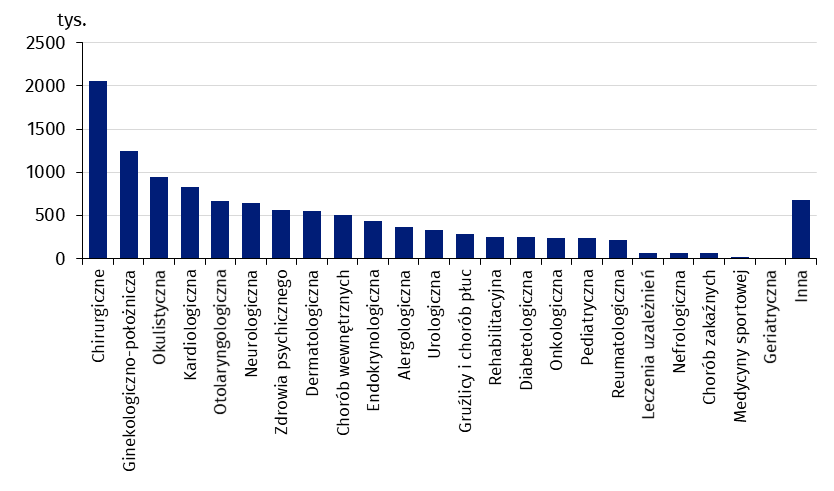 tys.
2500
2000
1500
1000
500
0
Chirurgiczne
Ginekologiczno-położnicza
Okulistyczna
Kardiologiczna
Otolaryngologiczna
Neurologiczna
Zdrowia psychicznego
Dermatologiczna
Chorób wewnętrznych
Endokrynologiczna
Alergologiczna
Urologiczna
Gruźlicy i chorób płuc
Rehabilitacyjna
Diabetologiczna
Onkologiczna
Pediatryczna
Reumatologiczna
Leczenia uzależnień
Nefrologiczna
Chorób zakaźnych
Medycyny sportowej
Geriatryczna
Inna